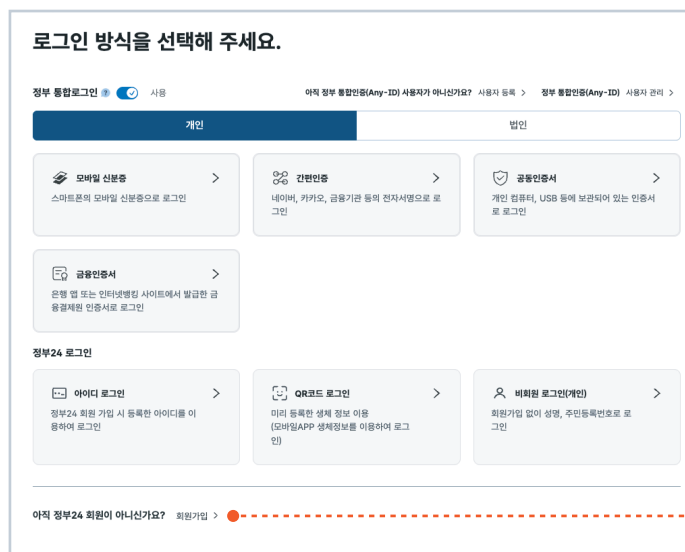 로그인 방식을 선택해 주세요.
정부 통합로그인 ? 사용 아직 정부 통합인증(Any-ID) 사용자가 아니신가요? 사용자 등록 > 정부 통합인증(Any-ID) 사용자 관리 >
개인 법인
모바일 신분증 >
스마트폰의 모바일 신분증으로 로그인
간편인증 >
네이버, 카카오, 금융기관 등의 전자서명으로 로
그인
공동인증서 >
개인 컴퓨터, USB 등에 보관되어 있는 인증서
로 로그인
금융인증서 >
은행 앱 또는 인터넷뱅킹 사이트에서 발급한 금
융결제원 인증서로 로그인
정부24 로그인
아이디 로그인 >
정부24 회원 가입 시 등록한 아이디를 이
용하여 로그인
QR코드 로그인 >
미리 등록한 생체 정보 이용
(모바일APP 생체정보를 이용하여 로그
인)
비회원 로그인(개인) >
회원가입 없이 성명, 주민등록번호로 로
그인
아직 정부24 회원이 아니신가요? 회원가입 >